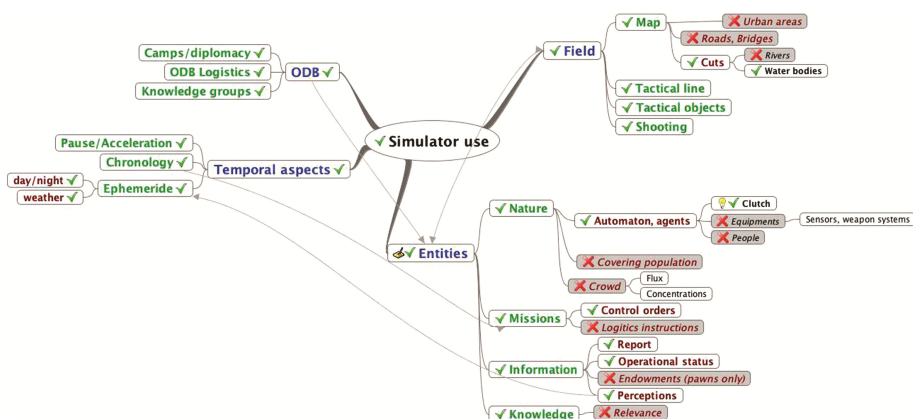 Simulator use
ODB
Camps/diplomacy
ODB Logistics
Knowledge groups
Temporal aspects
Pause/Acceleration
Chronology
Ephemeride
day/night
weather
Field
Map
Urban areas
Roads, Bridges
Cuts
Rivers
Water bodies
Tactical line
Tactical objects
Shooting
Entities
Nature
Automaton, agents
Clutch
Equipments
Sensors, weapon systems
People
Covering population
Crowd
Flux
Concentrations
Missions
Control orders
Logitics instructions
Information
Report
Operational status
Endowments (pawns only)
Perceptions
Knowledge
Relevance